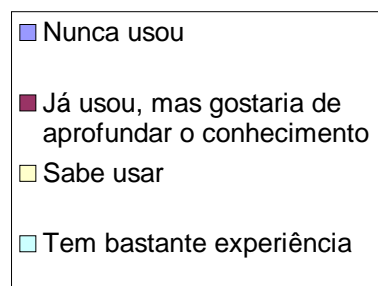 Nunca usou
Já usou, mas gostaria de
aprofundar o conhecimento
Sabe usar
Tem bastante experiência